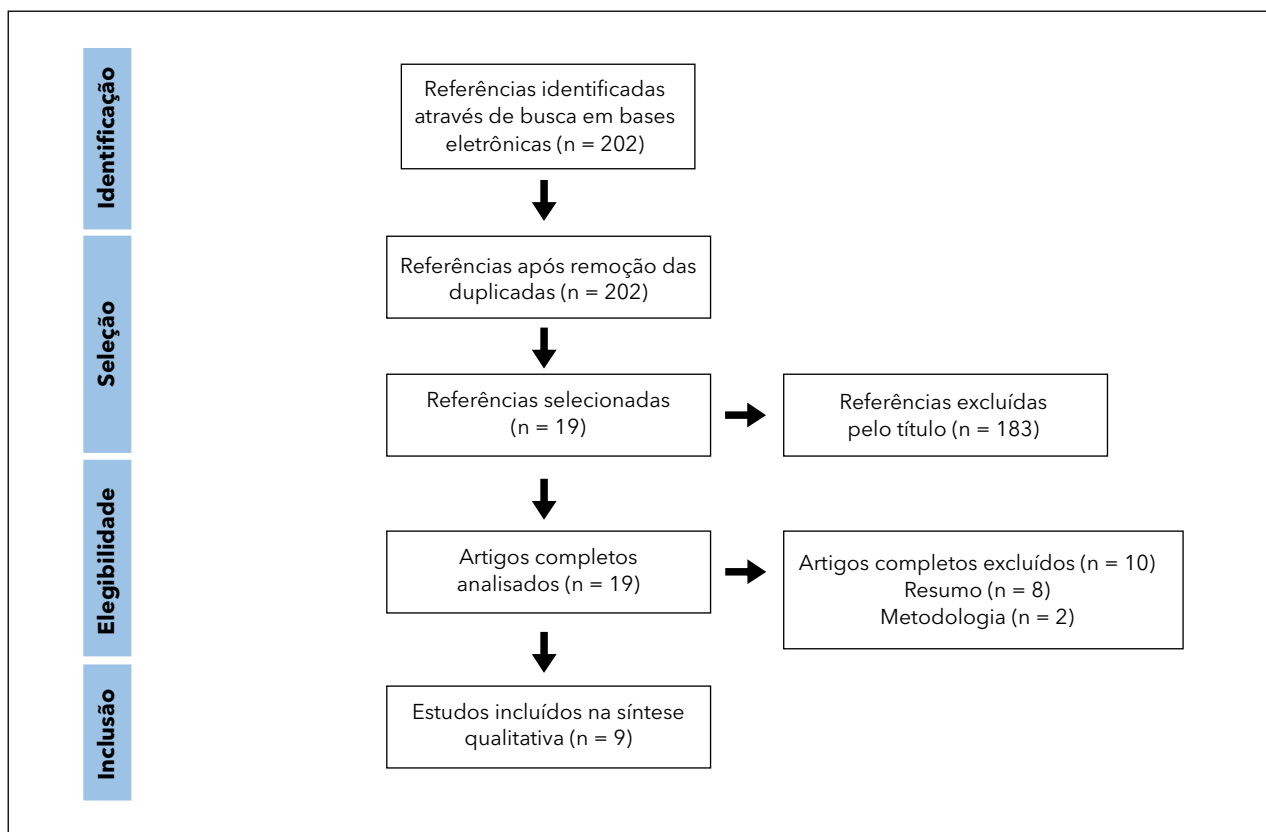 Identificação
Referências identificadas
através de busca em bases
eletrônicas (n = 202)
Seleção
Referências após remoção das
duplicadas (n = 202)
Referências selecionadas
(n = 19)
Referências excluídas
pelo título (n = 183)
Elegibilidade
Artigos completos
analisados (n = 19)
Artigos completos excluídos (n = 10)
Resumo (n = 8)
Metodologia (n = 2)
Inclusão
Estudos incluídos na síntese
qualitativa (n = 9)